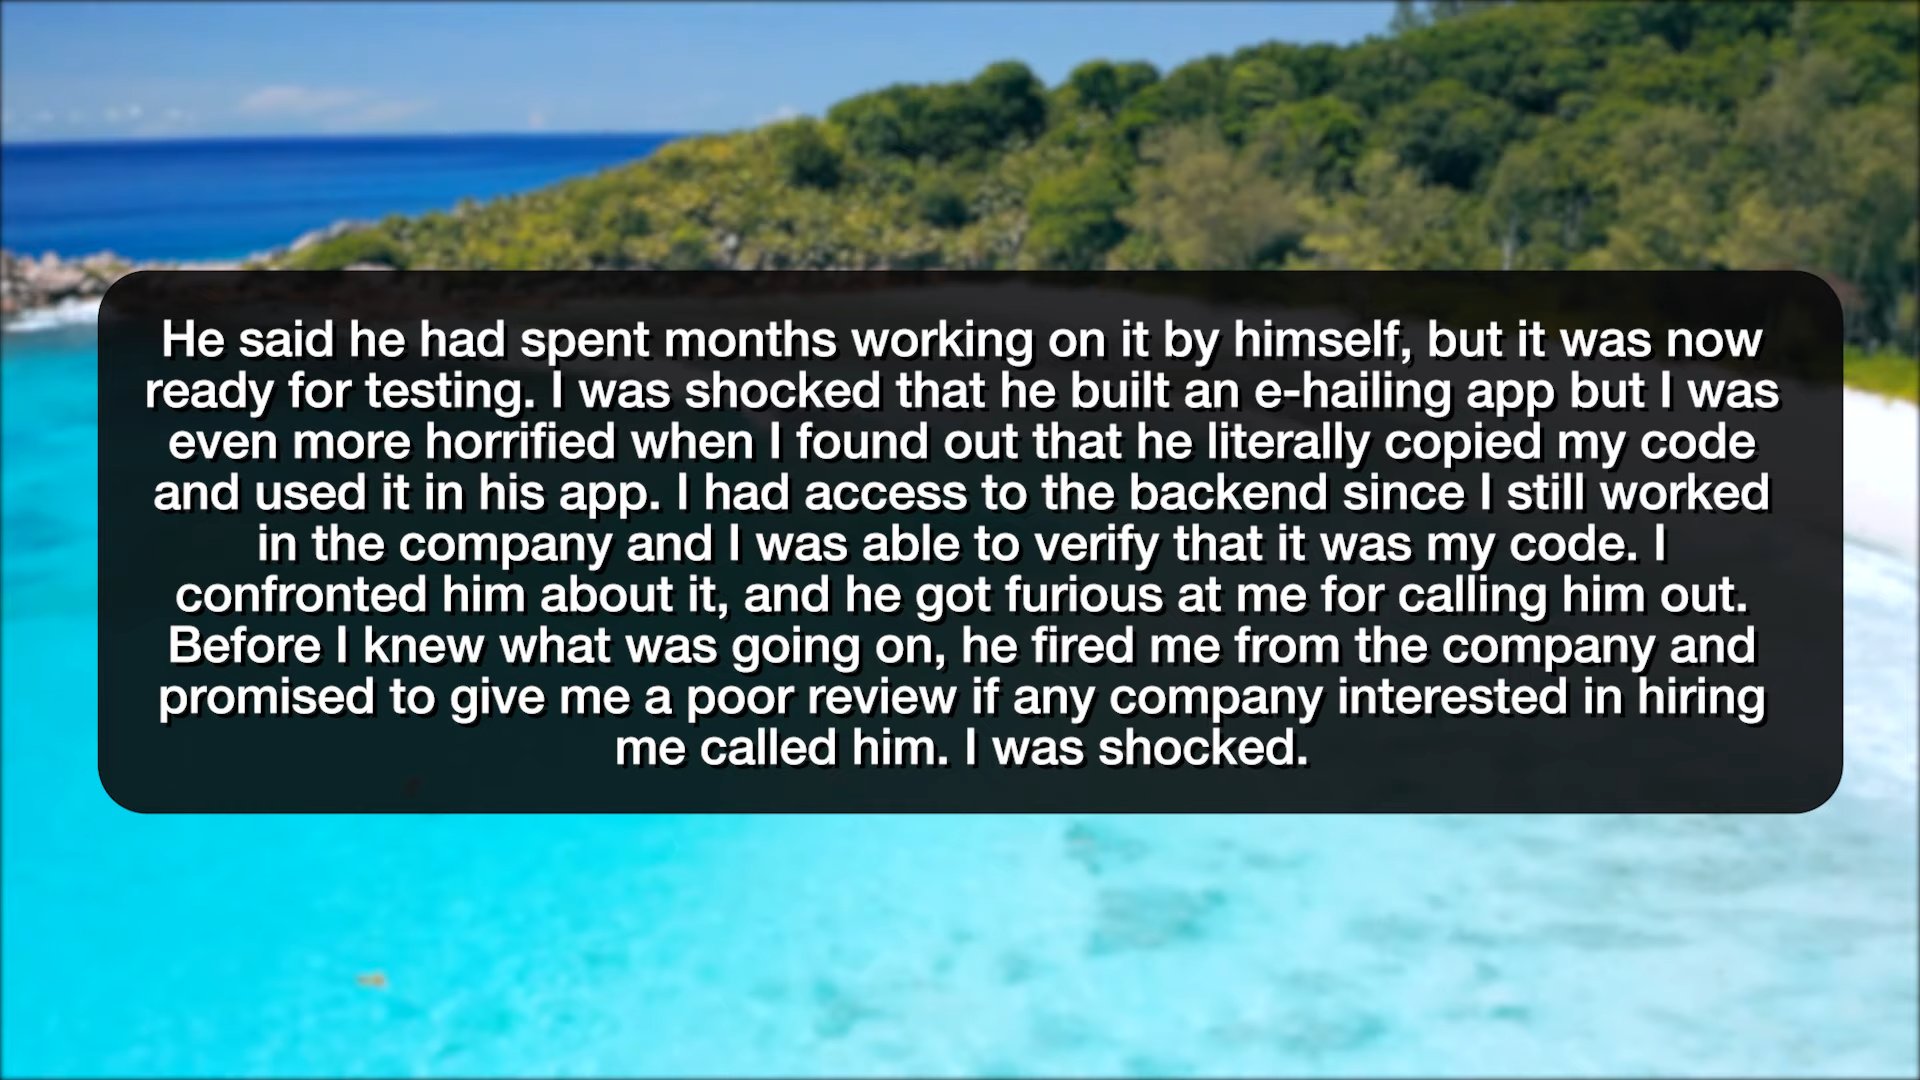 He said he had spent months working on it by himself, but it was now
ready for testing. I was shocked that he built an e-hailing app but I was
even more horrified when I found out that he literally copied my code
and used it in his app. I had access to the backend since I still worked
in the company and I was able to verify that it was my code. I
confronted him about it, and he got furious at me for calling him out.
Before I knew what was going on, he fired me from the company and
promised to give me a poor review if any company interested in hiring
me called him. I was shocked.